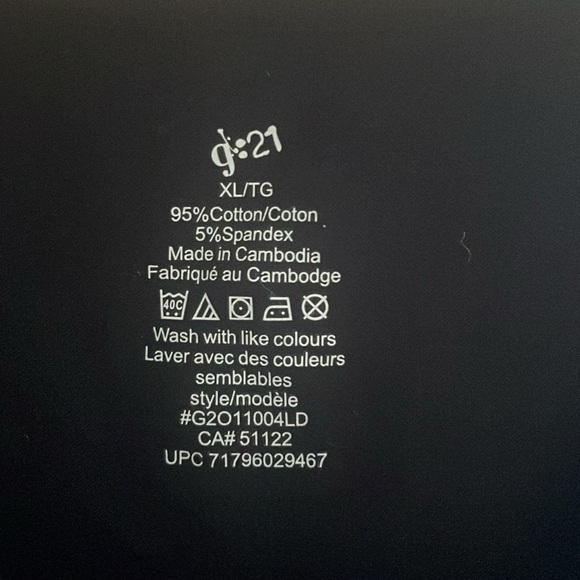 g:21
XL/TG
95%Cotton/Coton
5%Spandex
Made in Cambodia
Fabriqué au Cambodge
40C
Wash with like colours
Laver avec des couleurs
semblables
style/modèle
#G2O11004LD
CA# 51122
UPC 71796029467